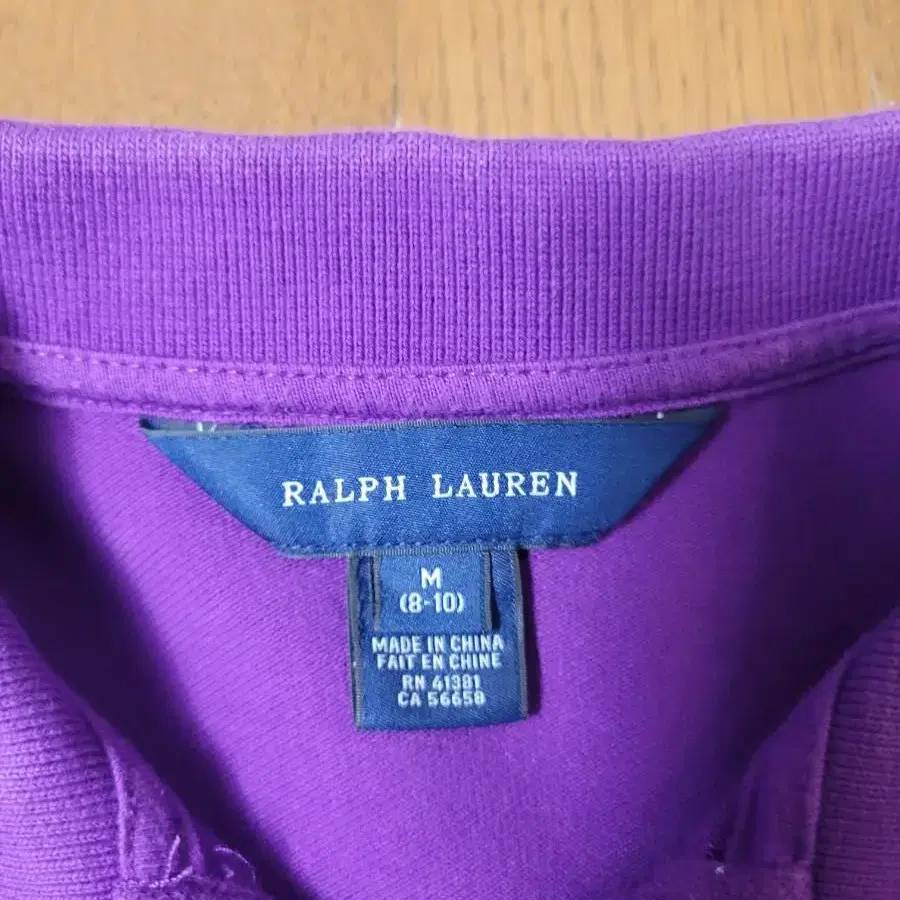 RALPH LAUREN
M
(8-10)
MADE IN CHINA
FAIT EN CHINE
RN 41381
CA 56658